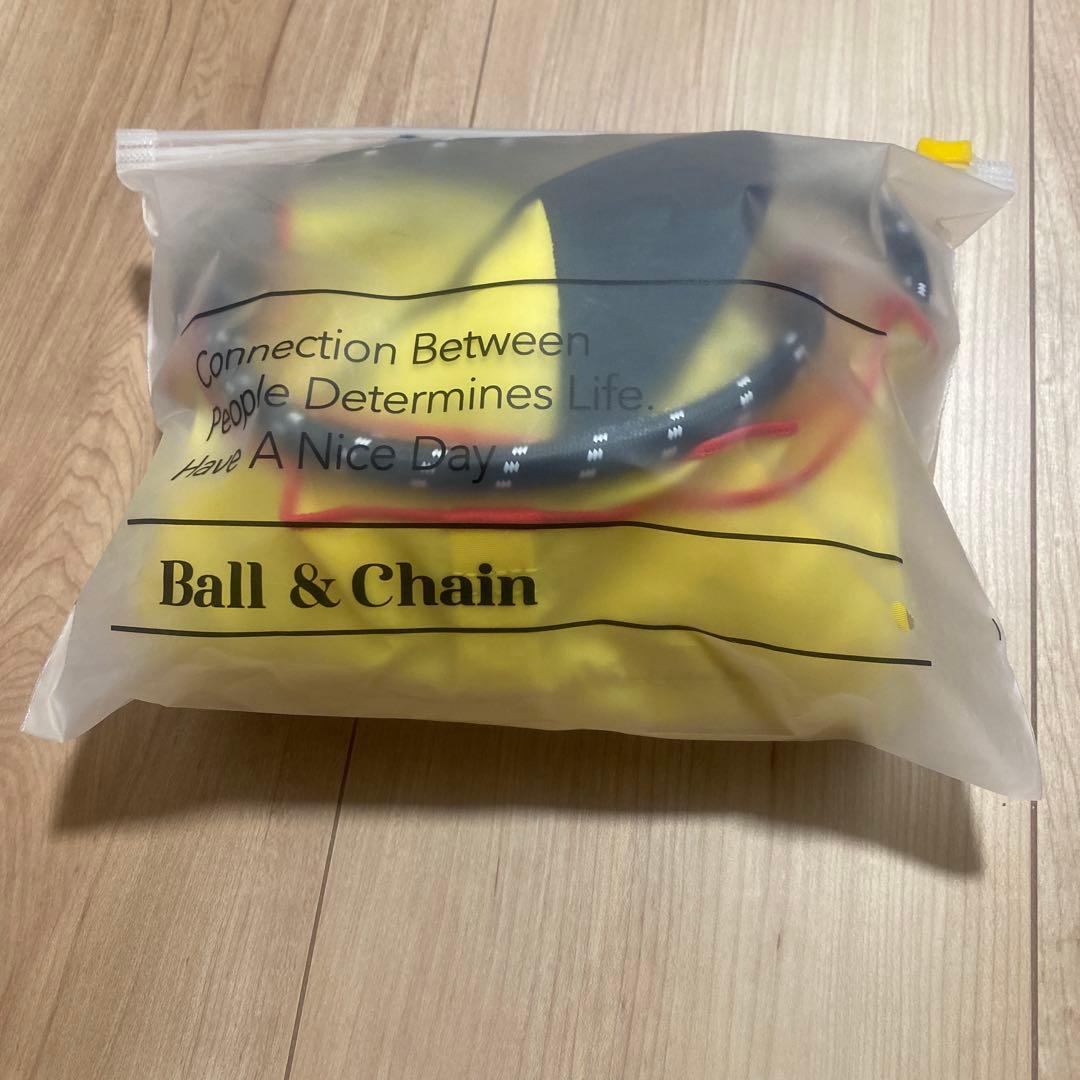 Connection Between
People Determines Life.
Have A Nice Day
Ball & Chain